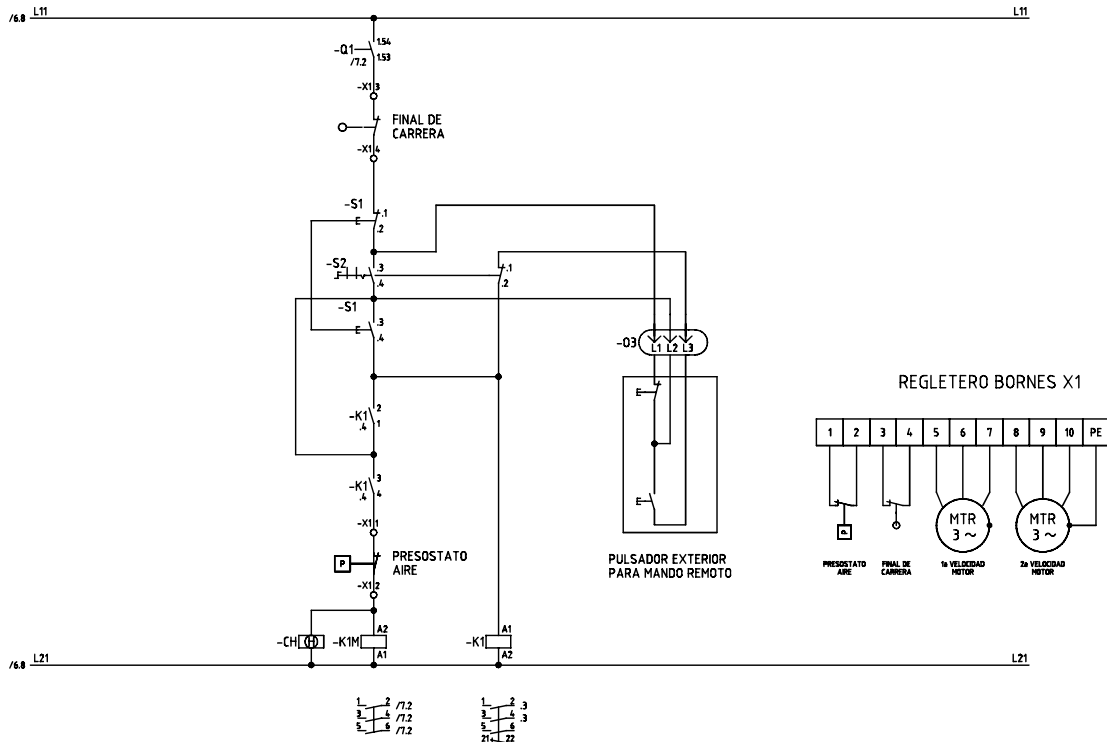 /6.8 L11 L11
1.54
-Q1
1.53
/7.2
-X1 3
FINAL DE
CARRERA
-X1 4
-S1
.1
.2
-S2
.3
.4
.1
.2
-S1
.3
.4
-03
L1 L2 L3
REGLETERO BORNES X1
1 2 3 4 5 6 7 8 9 10 PE
-K1
.4
2
1
-K1
.4
3
4
-X1 1
P
PRESOSTATO
AIRE
-X1 2
PULSADOR EXTERIOR
PARA MANDO REMOTO
MTR
3 ~
MTR
3 ~
P
PRESOSTATO
AIRE
FINAL DE
CARRERA
1a VELOCIDAD
MOTOR
2a VELOCIDAD
MOTOR
-CH H
-K1M
A2
A1
-K1
A1
A2
/6.8 L21 L21
1 2 /7.2
3 4 /7.2
5 6 /7.2
1 2 .3
3 4 .3
5 6
21 22